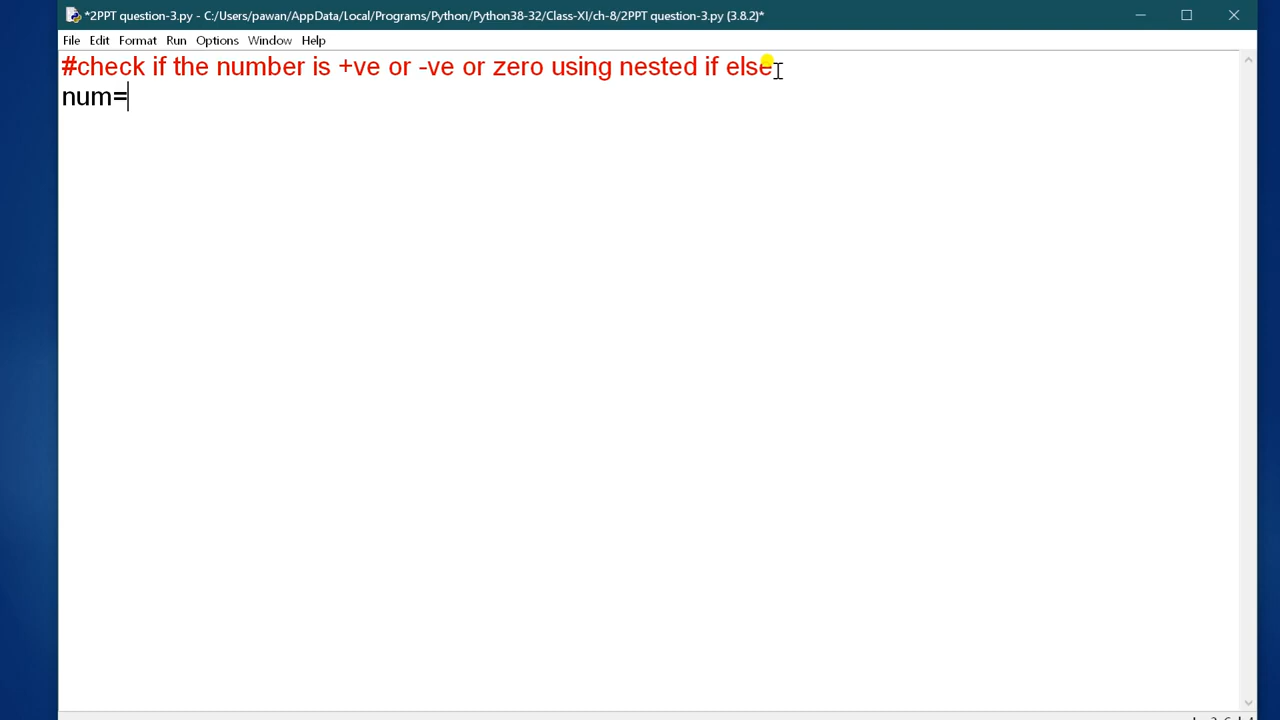 *2PPT question-3.py - C:/Users/pawan/AppData/Local/Programs/Python/Python38-32/Class-XI/ch-8/2PPT question-3.py (3.8.2)*
File Edit Format Run Options Window Help
#check if the number is +ve or -ve or zero using nested if else
num=